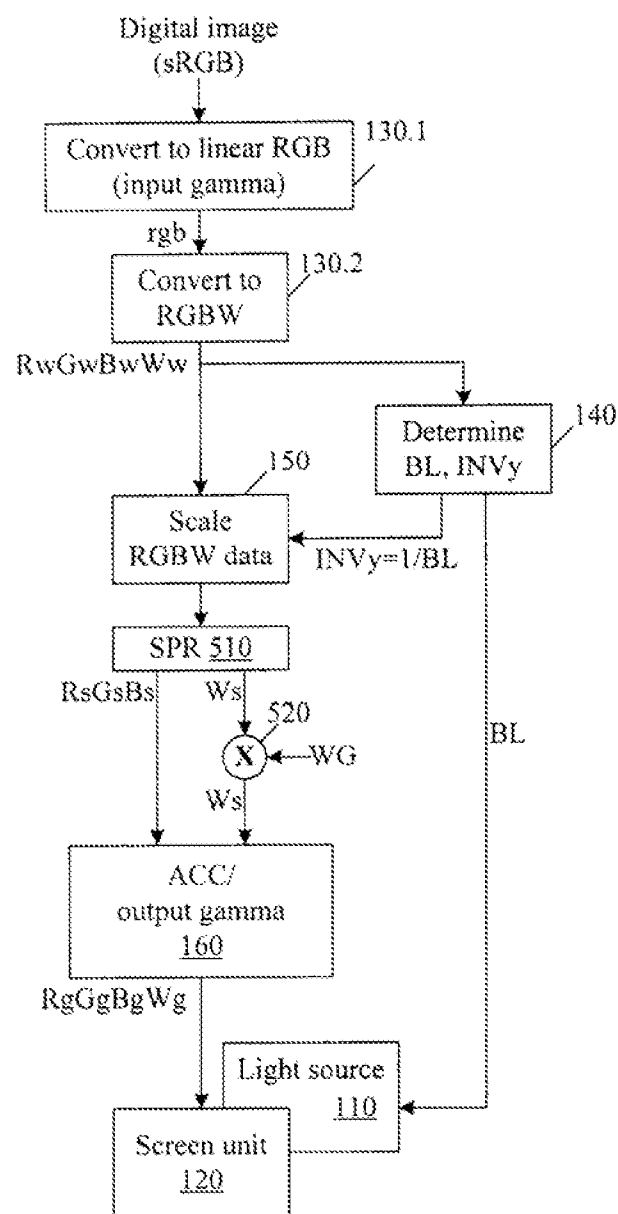 Digital image
(sRGB)
130.1
Convert to linear RGB
(input gamma)
rgb
130.2
Convert to
RGBW
RwGwBwWw
140
Determine
BL, INVy
150
Scale
RGBW data
INVy=1/BL
SPR 510
RsGsBs
Ws
520
X
WG
BL
Ws
ACC/
output gamma
160
RgGgBgWg
Light source
110
Screen unit
120